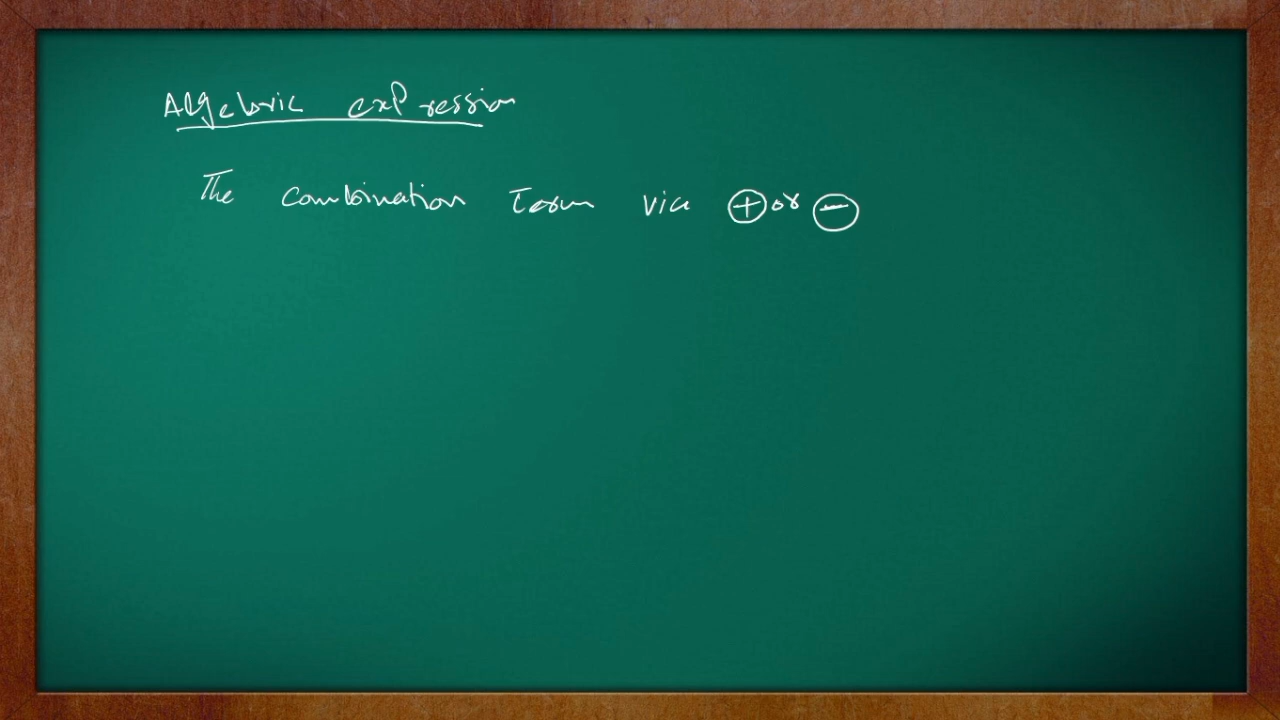 Algebric expression
The combination Term via ⊕ or ⊖